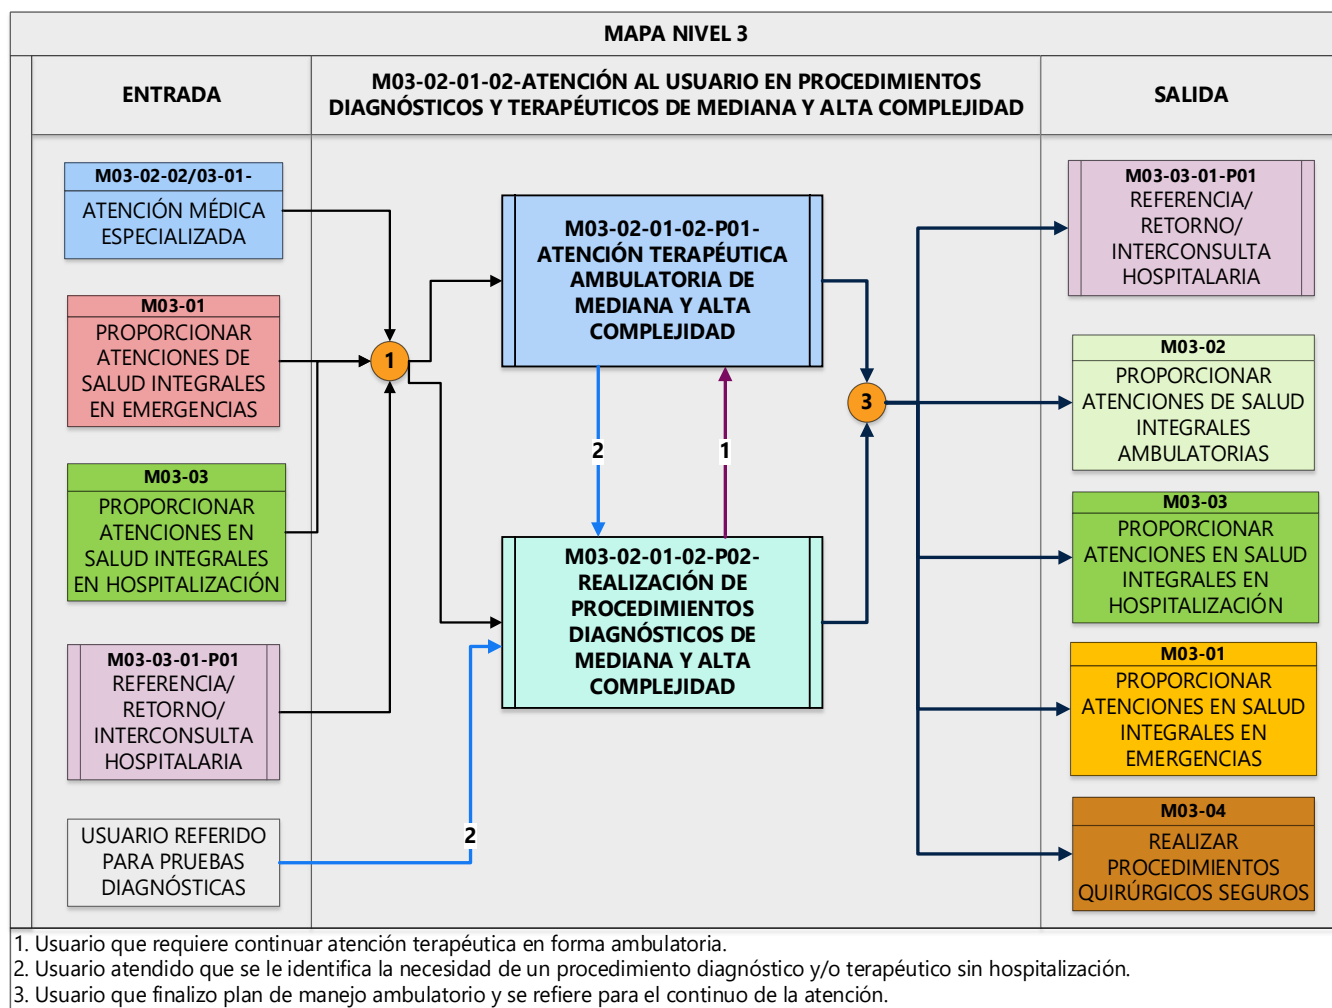 MAPA NIVEL 3
ENTRADA
M03-02-01-02-ATENCIÓN AL USUARIO EN PROCEDIMIENTOS
DIAGNÓSTICOS Y TERAPÉUTICOS DE MEDIANA Y ALTA COMPLEJIDAD
SALIDA
M03-02-02/03-01-
ATENCIÓN MÉDICA
ESPECIALIZADA
M03-01
PROPORCIONAR
ATENCIONES DE
SALUD INTEGRALES
EN EMERGENCIAS
M03-03
PROPORCIONAR
ATENCIONES EN
SALUD INTEGRALES
EN HOSPITALIZACIÓN
M03-03-01-P01
REFERENCIA/
RETORNO/
INTERCONSULTA
HOSPITALARIA
USUARIO REFERIDO
PARA PRUEBAS
DIAGNÓSTICAS
1
2
M03-02-01-02-P01-
ATENCIÓN TERAPÉUTICA
AMBULATORIA DE
MEDIANA Y ALTA
COMPLEJIDAD
2
1
M03-02-01-02-P02-
REALIZACIÓN DE
PROCEDIMIENTOS
DIAGNÓSTICOS DE
MEDIANA Y ALTA
COMPLEJIDAD
3
M03-03-01-P01
REFERENCIA/
RETORNO/
INTERCONSULTA
HOSPITALARIA
M03-02
PROPORCIONAR
ATENCIONES DE SALUD
INTEGRALES
AMBULATORIAS
M03-03
PROPORCIONAR
ATENCIONES EN SALUD
INTEGRALES EN
HOSPITALIZACIÓN
M03-01
PROPORCIONAR
ATENCIONES EN SALUD
INTEGRALES EN
EMERGENCIAS
M03-04
REALIZAR
PROCEDIMIENTOS
QUIRÚRGICOS SEGUROS
1. Usuario que requiere continuar atención terapéutica en forma ambulatoria.
2. Usuario atendido que se le identifica la necesidad de un procedimiento diagnóstico y/o terapéutico sin hospitalización.
3. Usuario que finalizo plan de manejo ambulatorio y se refiere para el continuo de la atención.